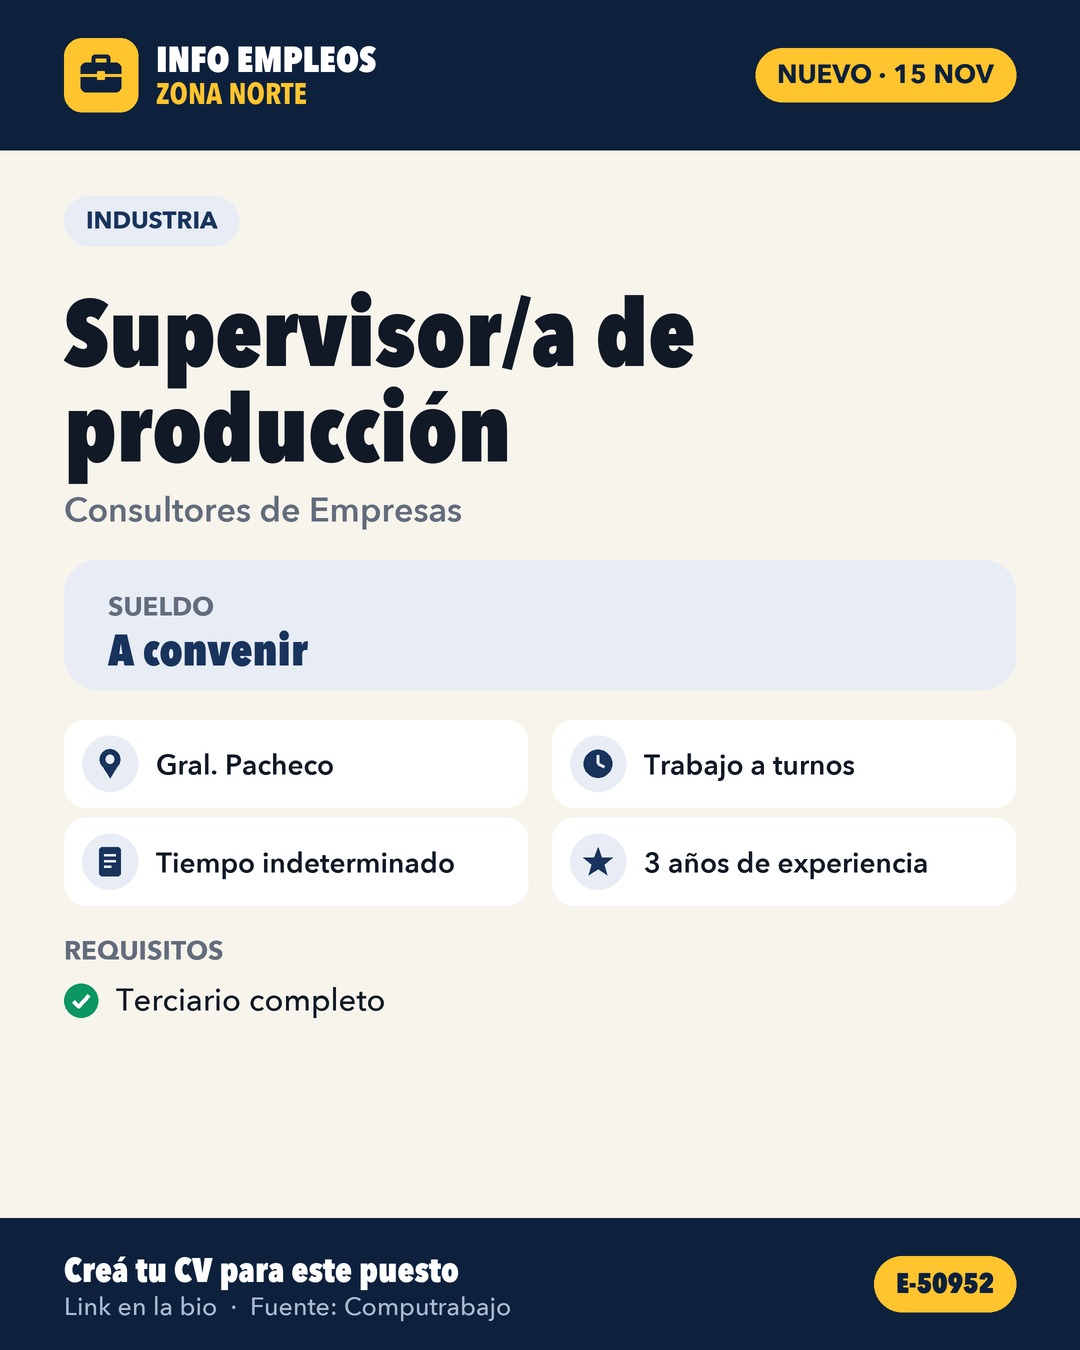 INFO EMPLEOS
ZONA NORTE
NUEVO · 15 NOV
INDUSTRIA
Supervisor/a de
producción
Consultores de Empresas
SUELDO
A convenir
Gral. Pacheco
Trabajo a turnos
Tiempo indeterminado
3 años de experiencia
REQUISITOS
Terciario completo
Creá tu CV para este puesto
Link en la bio · Fuente: Computrabajo
E-50952